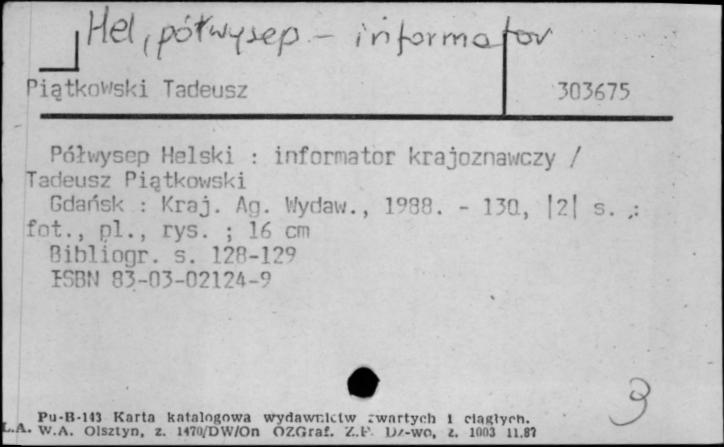 Hel, półwysep - informator
Piątkowski Tadeusz 303675
Półwysep Helski : informator krajoznawczy /
Tadeusz Piątkowski
Gdańsk : Kraj. Ag. Wydaw., 1988. - 130, |2| s. :
fot., pl., rys. ; 16 cm
Bibliogr. s. 128-129
ISBN 83-03-02124-9
Pu-B-143 Karta katalogowa wydawnictw zwartych i ciągłych.
L.A. W.A. Olsztyn, z. 1470/DW/On OZGraf. Z.P. Dz-wo, z. 1003 11.87